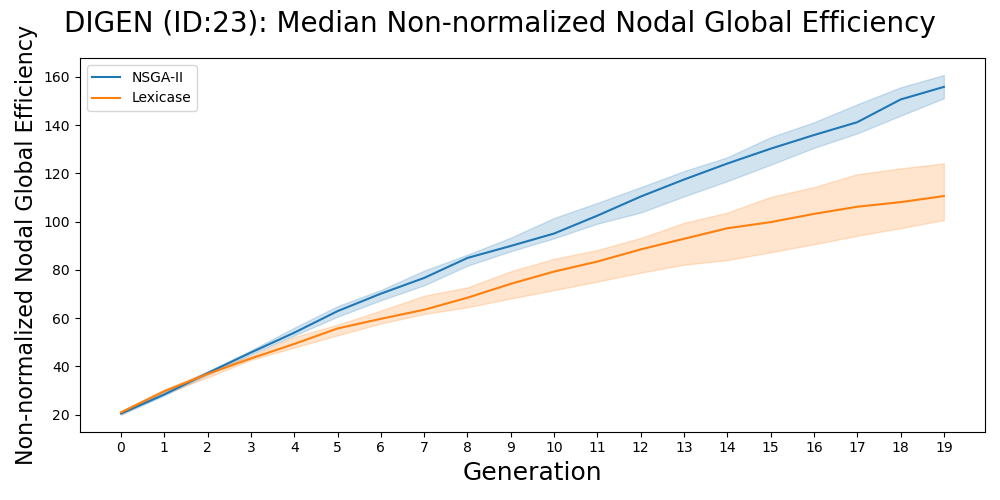 DIGEN (ID:23): Median Non-normalized Nodal Global Efficiency
Non-normalized Nodal Global Efficiency
160
140
120
100
80
60
40
20
NSGA-II
Lexicase
0 1 2 3 4 5 6 7 8 9 10 11 12 13 14 15 16 17 18 19
Generation